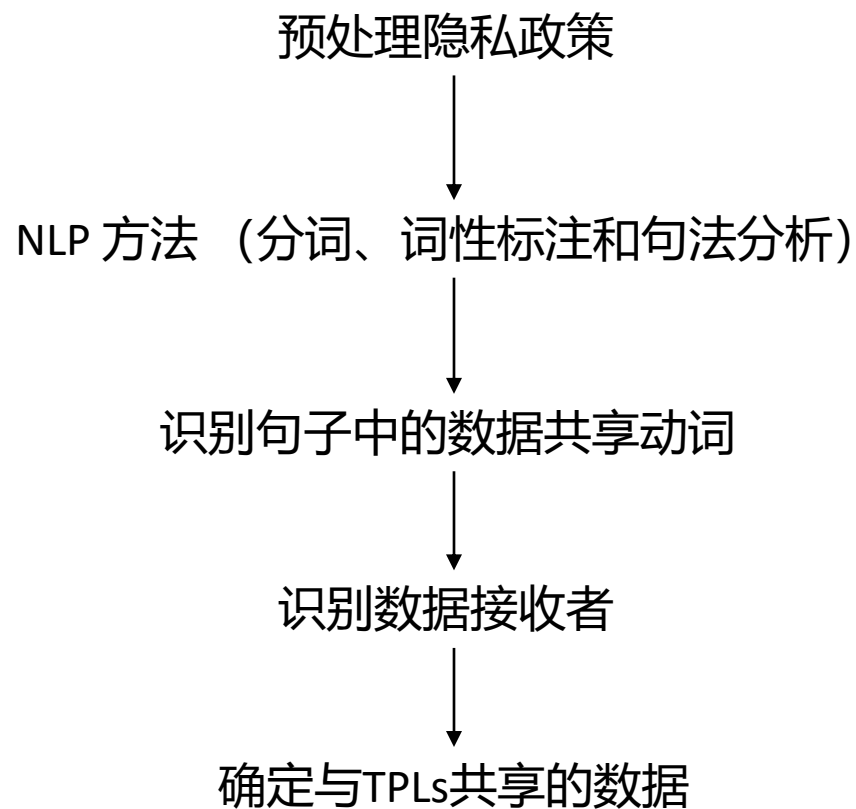 预处理隐私政策
NLP 方法 （分词、词性标注和句法分析）
识别句子中的数据共享动词
识别数据接收者
确定与TPLs共享的数据